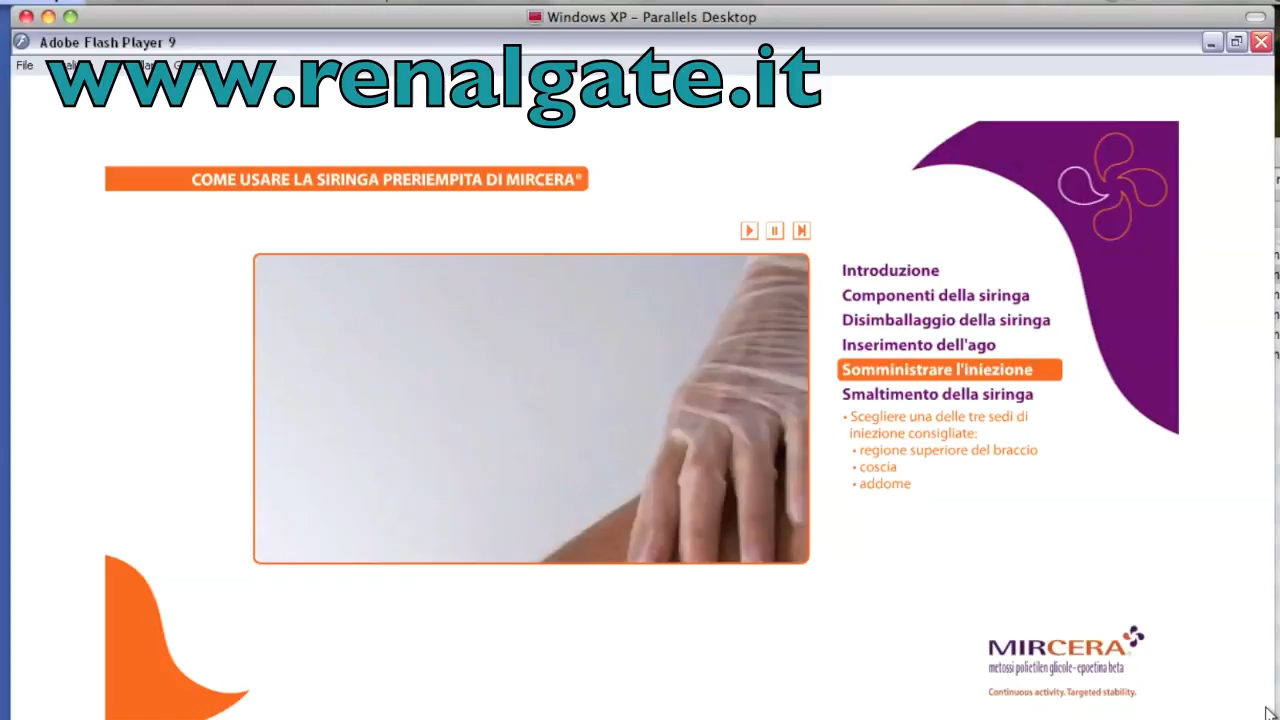 Windows XP – Parallels Desktop
Adobe Flash Player 9
File
www.renalgate.it
COME USARE LA SIRINGA PRERIEMPITA DI MIRCERA®
Introduzione
Componenti della siringa
Disimballaggio della siringa
Inserimento dell'ago
Somministrare l'iniezione
Smaltimento della siringa
• Scegliere una delle tre sedi di
iniezione consigliate:
• regione superiore del braccio
• coscia
• addome
MIRCERA
metossi polietilen glicole-epoetina beta
Continuous activity. Targeted stability.